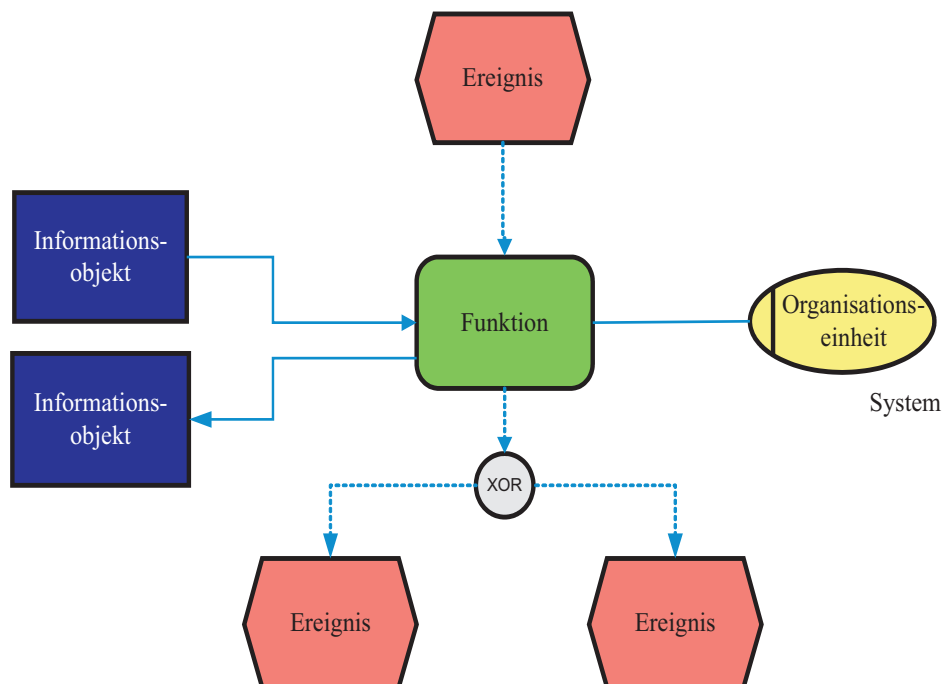 Ereignis
Informations-
objekt
Funktion
Organisations-
einheit
Informations-
objekt
System
XOR
Ereignis
Ereignis